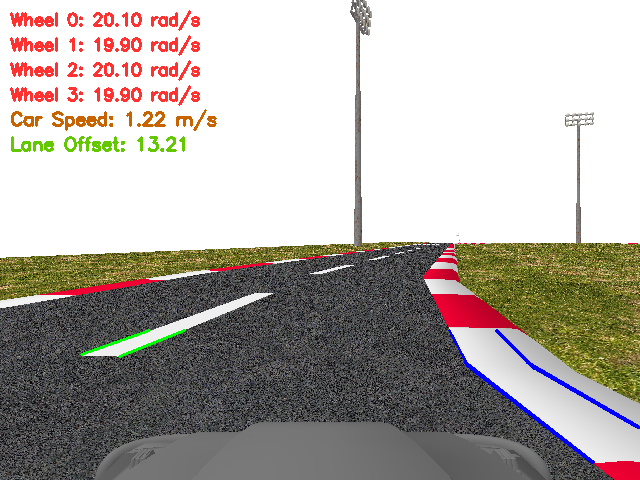 Wheel 0: 20.10 rad/s
Wheel 1: 19.90 rad/s
Wheel 2: 20.10 rad/s
Wheel 3: 19.90 rad/s
Car Speed: 1.22 m/s
Lane Offset: 13.21